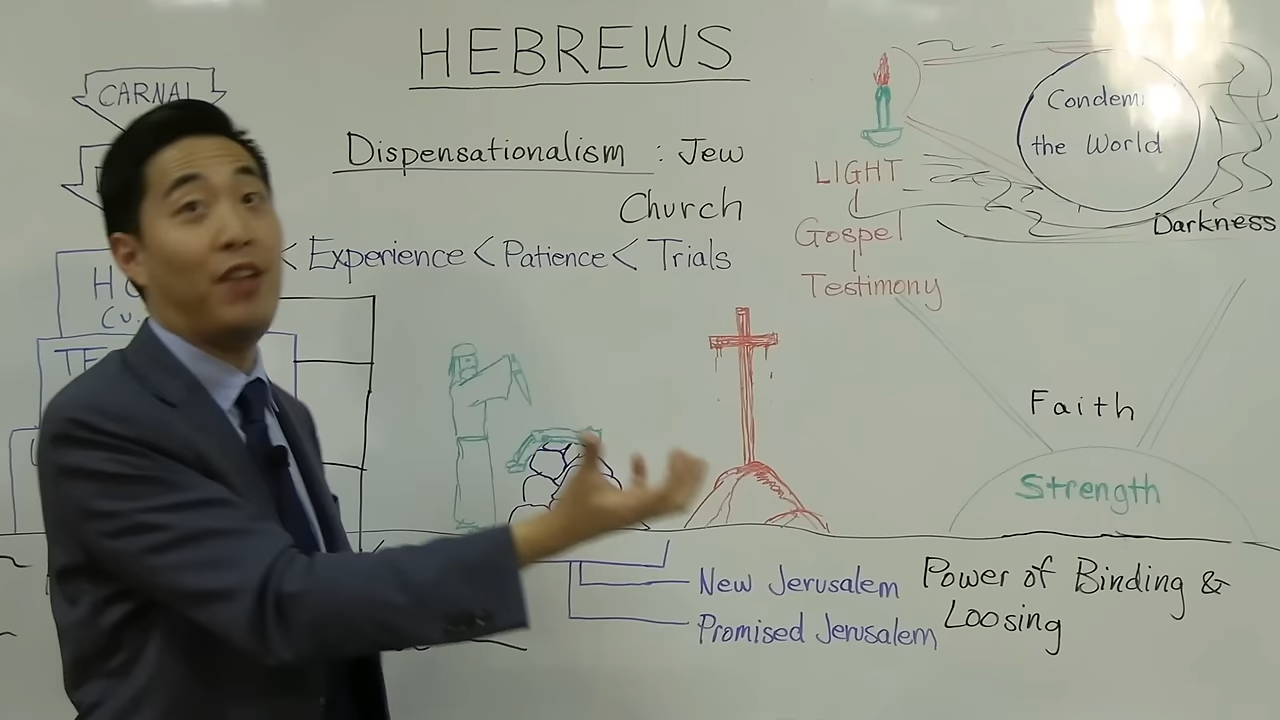 HEBREWS
CARNAL
Dispensationalism : Jew
Church
< Experience < Patience < Trials
Condem
the World
LIGHT
Darkness
Gospel
Testimony
Faith
Strength
New Jerusalem
Promised Jerusalem
Power of Binding &
Loosing